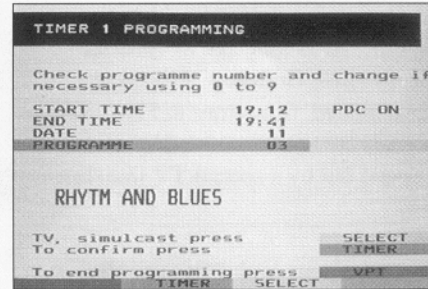 TIMER 1 PROGRAMMING
Check programme number and change if
necessary using 0 to 9
START TIME 19:12 PDC ON
END TIME 19:41
DATE 11
PROGRAMME 03
RHYTM AND BLUES
TV, simulcast press SELECT
To confirm press TIMER
To end programming press VPT
TIMER SELECT